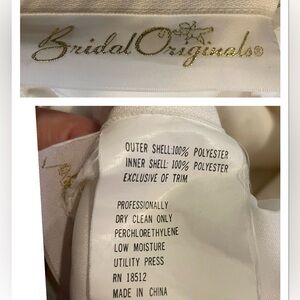 Bridal Originals®
OUTER SHELL:100% POLYESTER
INNER SHELL: 100% POLYESTER
EXCLUSIVE OF TRIM
PROFESSIONALLY
DRY CLEAN ONLY
PERCHLORETHYLENE
LOW MOISTURE
UTILITY PRESS
RN 18512
MADE IN CHINA